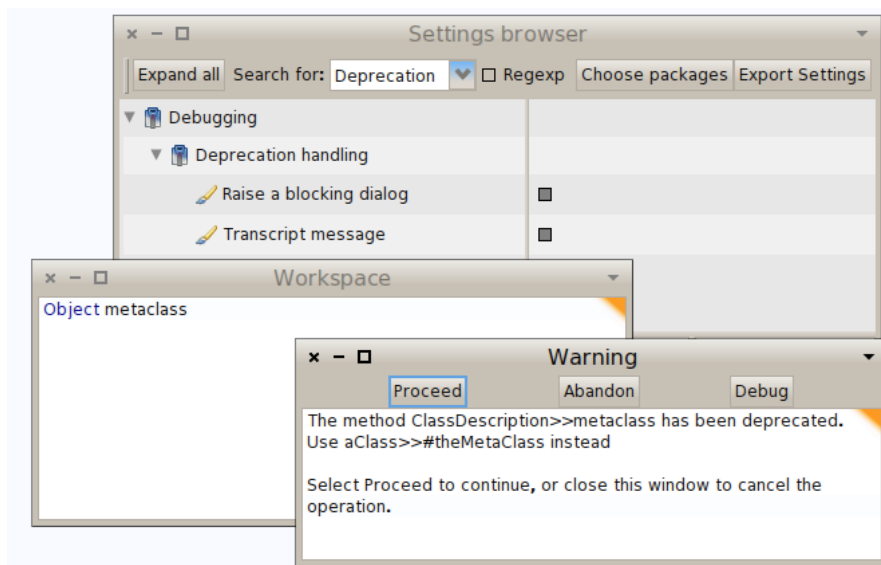 Settings browser
Expand all Search for: Deprecation Regexp Choose packages Export Settings
Debugging
Deprecation handling
Raise a blocking dialog
Transcript message
Workspace
Object metaclass
Warning
Proceed Abandon Debug
The method ClassDescription>>metaclass has been deprecated.
Use aClass>>#theMetaClass instead
Select Proceed to continue, or close this window to cancel the
operation.